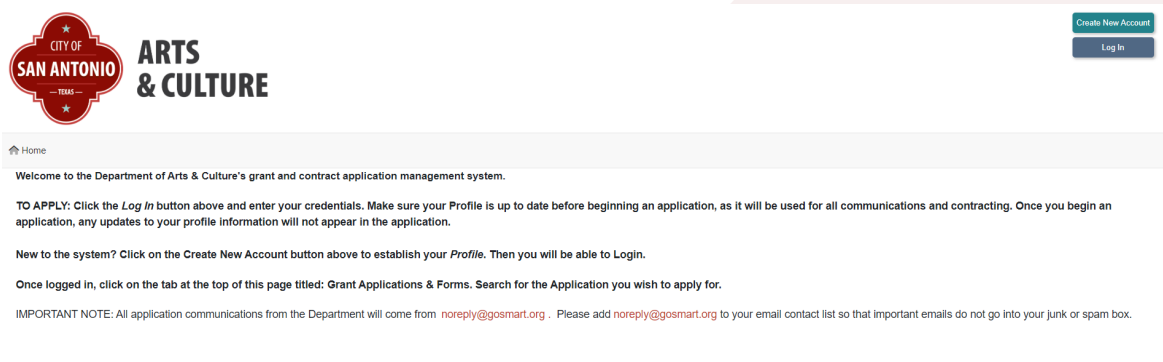 Create New Account
Log In
CITY OF
SAN ANTONIO
TEXAS
ARTS
& CULTURE
Home
Welcome to the Department of Arts & Culture's grant and contract application management system.
TO APPLY: Click the Log In button above and enter your credentials. Make sure your Profile is up to date before beginning an application, as it will be used for all communications and contracting. Once you begin an
application, any updates to your profile information will not appear in the application.
New to the system? Click on the Create New Account button above to establish your Profile. Then you will be able to Login.
Once logged in, click on the tab at the top of this page titled: Grant Applications & Forms. Search for the Application you wish to apply for.
IMPORTANT NOTE: All application communications from the Department will come from noreply@gosmart.org . Please add noreply@gosmart.org to your email contact list so that important emails do not go into your junk or spam box.